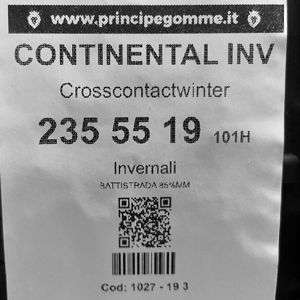 www.principegomme.it
CONTINENTAL INV
Crosscontactwinter
235 55 19 101H
Invernali
BATTISTRADA 85%MM
Cod: 1027 - 19 3